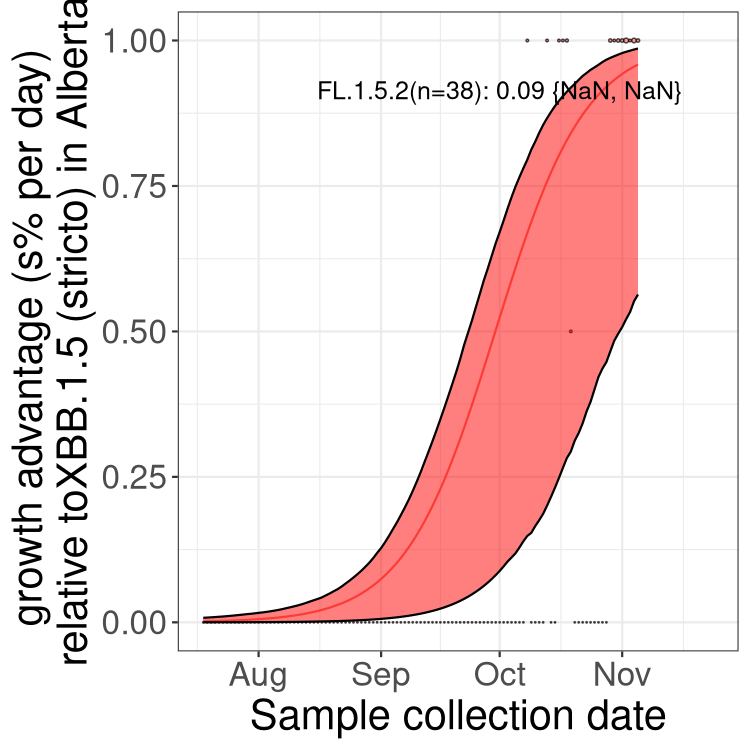 growth advantage (s% per day)
relative toXBB.1.5 (stricto) in Alberta
1.00
0.75
0.50
0.25
0.00
FL.1.5.2(n=38): 0.09 {NaN, NaN}
Aug Sep Oct Nov
Sample collection date